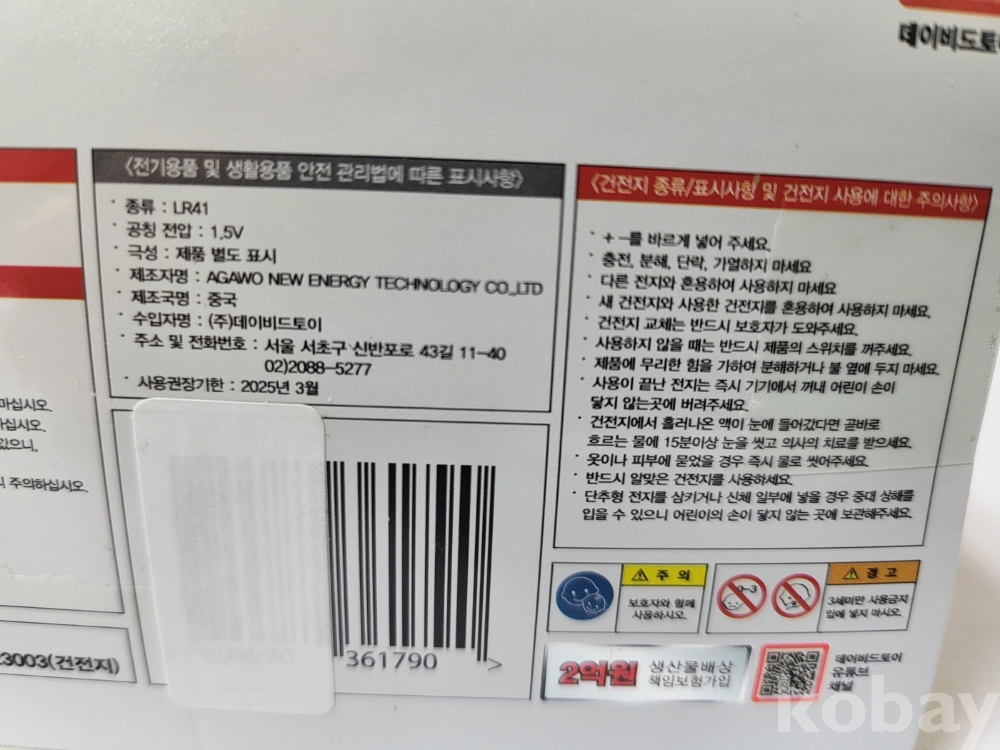 데이비드토이
<전기용품 및 생활용품 안전 관리법에 따른 표시사항>
· 종류 : LR41
· 공칭 전압 : 1,5V
· 극성 : 제품 별도 표시
· 제조자명 : AGAWO NEW ENERGY TECHNOLOGY CO.,LTD
· 제조국명 : 중국
· 수입자명 : (주)데이비드토이
· 주소 및 전화번호 : 서울 서초구 신반포로 43길 11-40
02)2088-5277
· 사용권장기한 : 2025년 3월
<건전지 종류/표시사항 및 건전지 사용에 대한 주의사항>
· + -를 바르게 넣어 주세요.
· 충전, 분해, 단락, 가열하지 마세요
· 다른 전지와 혼용하여 사용하지 마세요
· 새 건전지와 사용한 건전지를 혼용하여 사용하지 마세요.
· 건전지 교체는 반드시 보호자가 도와주세요.
· 사용하지 않을 때는 반드시 제품의 스위치를 꺼주세요.
· 제품에 무리한 힘을 가하여 분해하거나 불 옆에 두지 마세요.
· 사용이 끝난 전지는 즉시 기기에서 꺼내 어린이 손이
닿지 않는곳에 버려주세요.
· 건전지에서 흘러나온 액이 눈에 들어갔다면 곧바로
흐르는 물에 15분이상 눈을 씻고 의사의 치료를 받으세요.
· 옷이나 피부에 묻었을 경우 즉시 물로 씻어주세요.
· 반드시 알맞은 건전지를 사용하세요.
· 단추형 전지를 삼키거나 신체 일부에 넣을 경우 중대 상해를
입을 수 있으니 어린이의 손이 닿지 않는 곳에 보관해주세요.
마십시오.
십시오.
있으니,
주의하십시오.
3003(건전지)
361790 >
주 의
보호자와 함께
사용하시오.
0-3
경 고
3세미만 사용금지
입에 넣지 마시오.
2억원 생산물배상
책임보험가입
데이비드토이
유튜브
채널
kobay